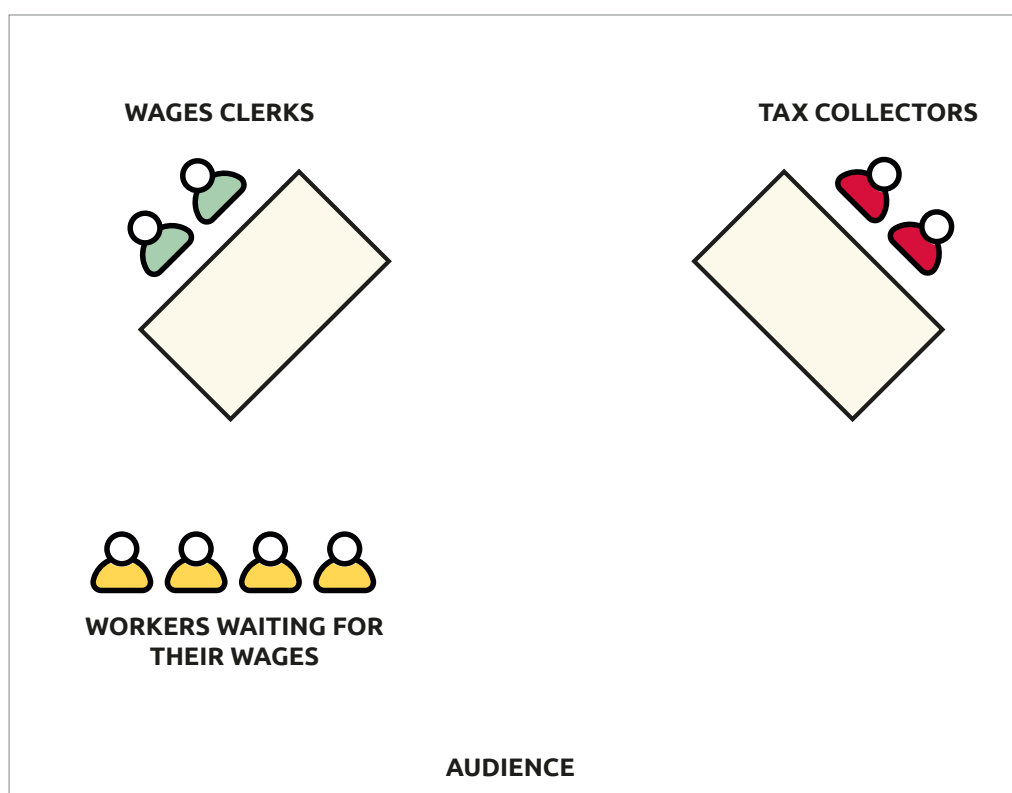 WAGES CLERKS
TAX COLLECTORS
WORKERS WAITING FOR
THEIR WAGES
AUDIENCE